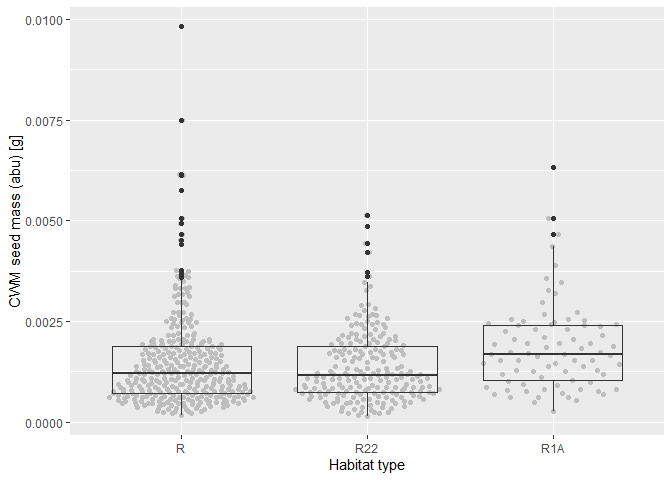 0.0100
0.0075
0.0050
0.0025
0.0000
CWM seed mass (abu) [g]
R
R22
R1A
Habitat type